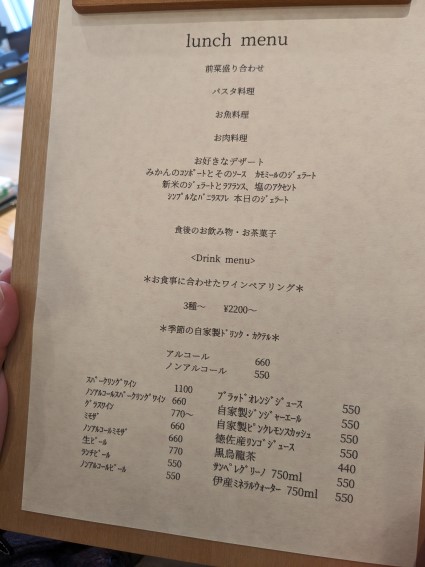 lunch menu
前菜盛り合わせ
パスタ料理
お魚料理
お肉料理
お好きなデザート
みかんのｺﾝﾎﾟｰﾄとそのソース　カモミールのｼﾞｪﾗｰﾄ
新米のｼﾞｪﾗｰﾄとﾗﾌﾗﾝｽ、塩のｱｸｾﾝﾄ
ｼﾝﾌﾟﾙなﾊﾞﾆﾗｽﾌﾚ 本日のｼﾞｪﾗｰﾄ
食後のお飲み物・お茶菓子
<Drink menu>
＊お食事に合わせたワインペアリング＊
3種～　¥2200～
＊季節の自家製ﾄﾞﾘﾝｸ・ｶｸﾃﾙ＊
アルコール　660
ノンアルコール　550
ｽﾊﾟｰｸﾘﾝｸﾞﾜｲﾝ　1100
ﾉﾝｱﾙｺｰﾙｽﾊﾟｰｸﾘﾝｸﾞﾜｲﾝ　660
ｸﾞﾗｽﾜｲﾝ　770～
ﾐﾓｻﾞ　660
ﾉﾝｱﾙｺｰﾙﾐﾓｻﾞ　660
生ﾋﾞｰﾙ　770
ﾗﾝﾁﾋﾞｰﾙ　550
ﾉﾝｱﾙｺｰﾙﾋﾞｰﾙ　550
ﾌﾞﾗｯﾄﾞｵﾚﾝｼﾞｼﾞｭｰｽ　550
自家製ｼﾞﾝｼﾞｬｰｴｰﾙ　550
自家製ﾋﾟﾝｸﾚﾓﾝｽｶｯｼｭ　550
徳佐産ﾘﾝｺﾞｼﾞｭｰｽ　550
黒烏龍茶　440
ｻﾝﾍﾟﾚｸﾞﾘｰﾉ 750ml　550
伊産ﾐﾈﾗﾙｳｫｰﾀｰ 750ml　550